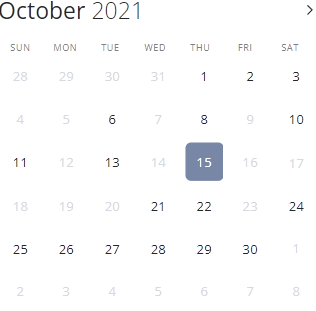 October 2021
SUN MON TUE WED THU FRI SAT
28 29 30 31 1 2 3
4 5 6 7 8 9 10
11 12 13 14 15 16 17
18 19 20 21 22 23 24
25 26 27 28 29 30 1
2 3 4 5 6 7 8